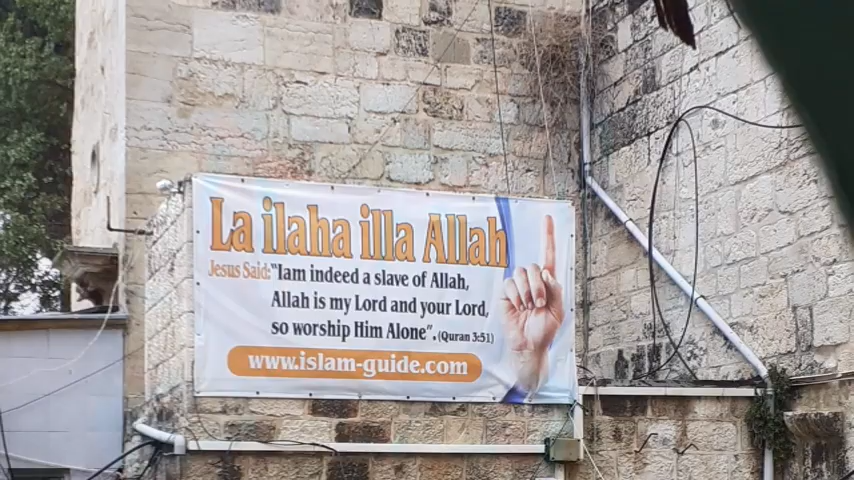 La ilaha illa Allah
Jesus Said:"Iam indeed a slave of Allah,
Allah is my Lord and your Lord,
so worship Him Alone".(Quran 3:51)
www.islam-guide.com